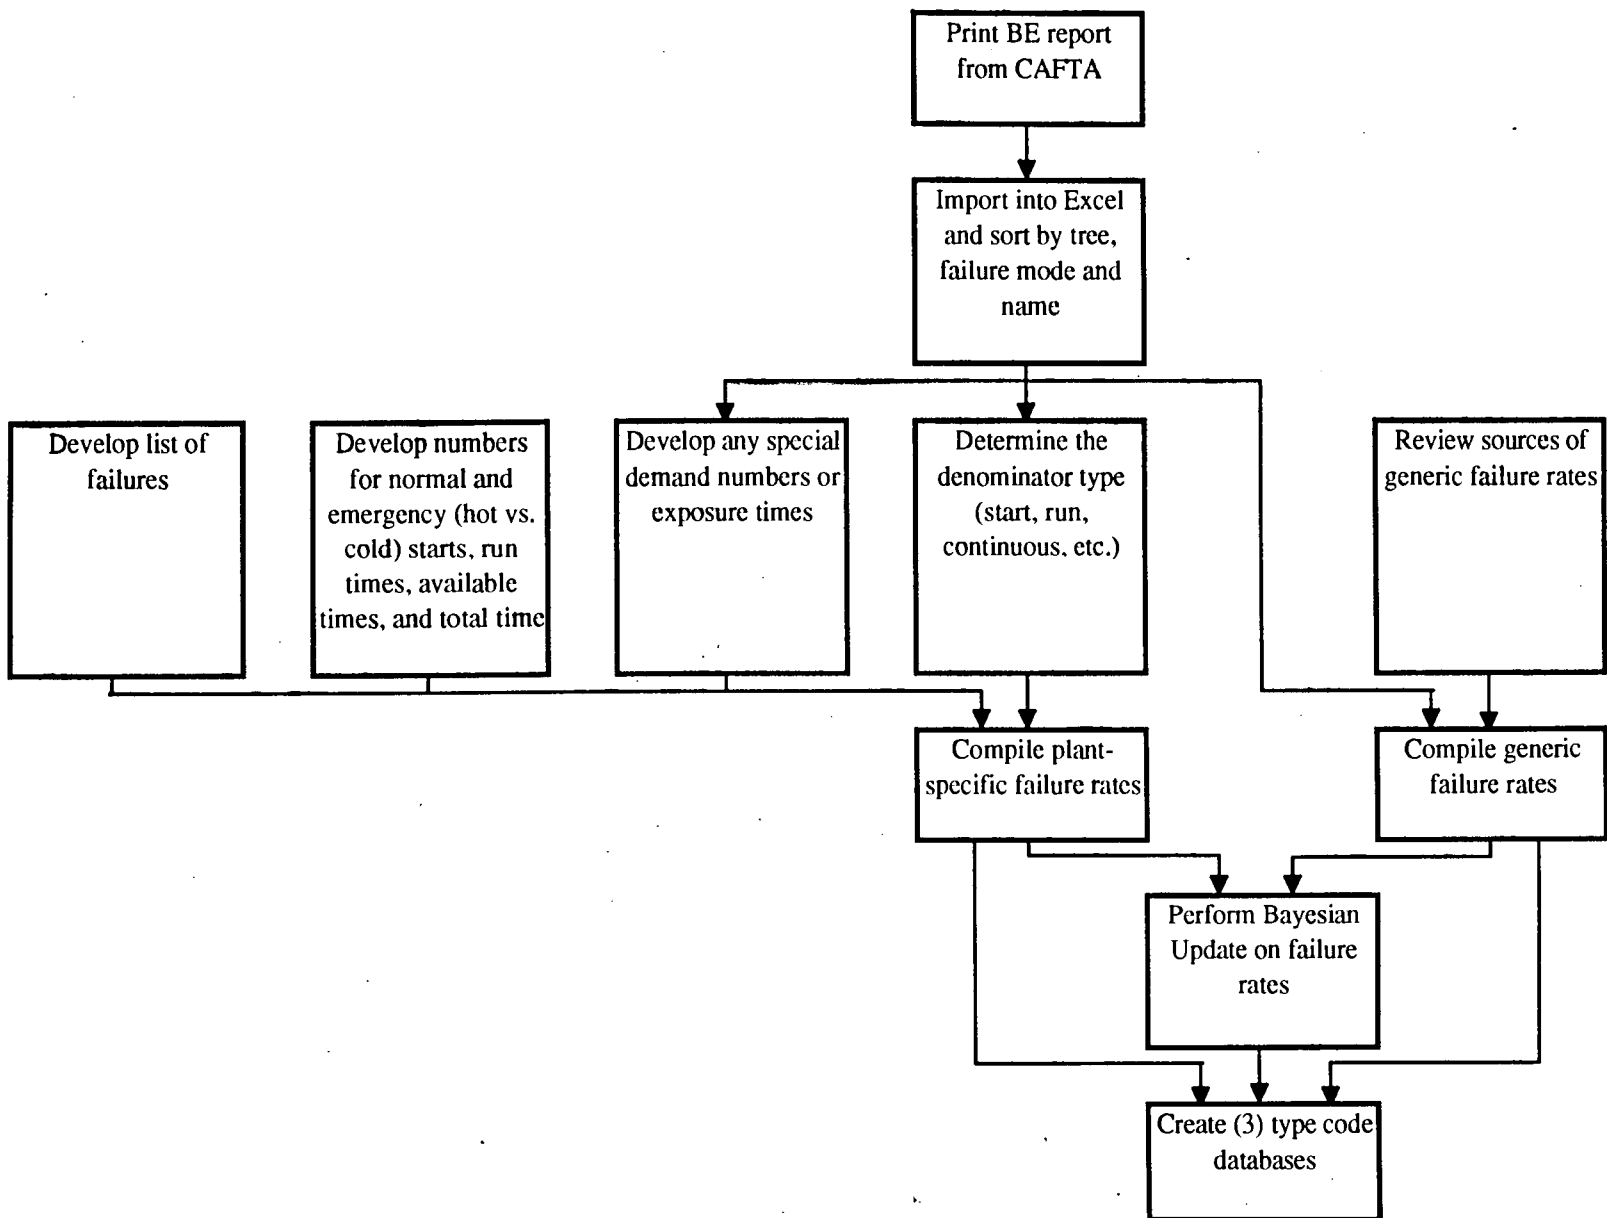 Print BE report
from CAFTA
Import into Excel
and sort by tree,
failure mode and
name
Develop list of
failures
Develop numbers
for normal and
emergency (hot vs.
cold) starts, run
times, available
times, and total time
Develop any special
demand numbers or
exposure times
Determine the
denominator type
(start, run,
continuous, etc.)
Review sources of
generic failure rates
Compile plant-
specific failure rates
Compile generic
failure rates
Perform Bayesian
Update on failure
rates
Create (3) type code
databases